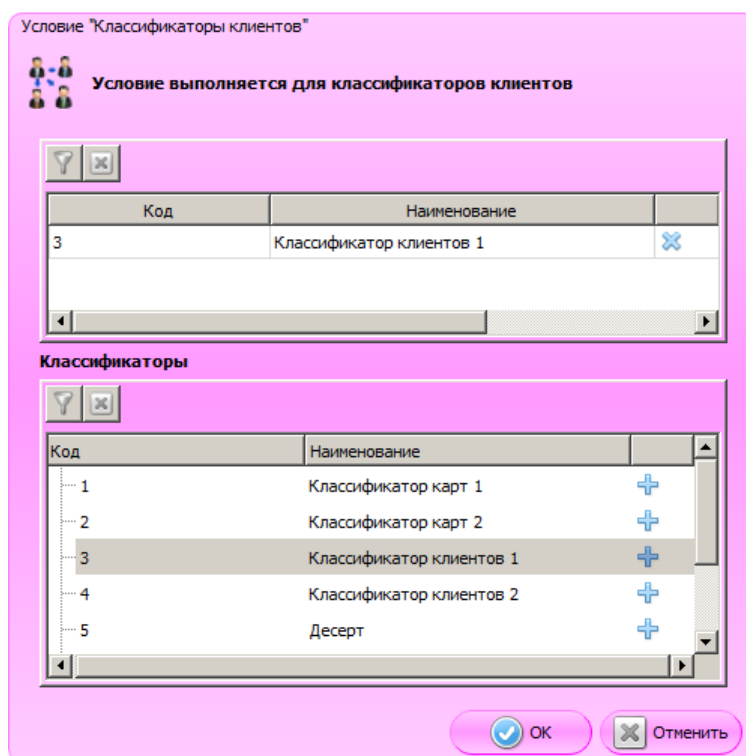 Условие "Классификаторы клиентов"
Условие выполняется для классификаторов клиентов
Код Наименование
3 Классификатор клиентов 1
Классификаторы
Код Наименование
1 Классификатор карт 1
2 Классификатор карт 2
3 Классификатор клиентов 1
4 Классификатор клиентов 2
5 Десерт
ОК Отменить